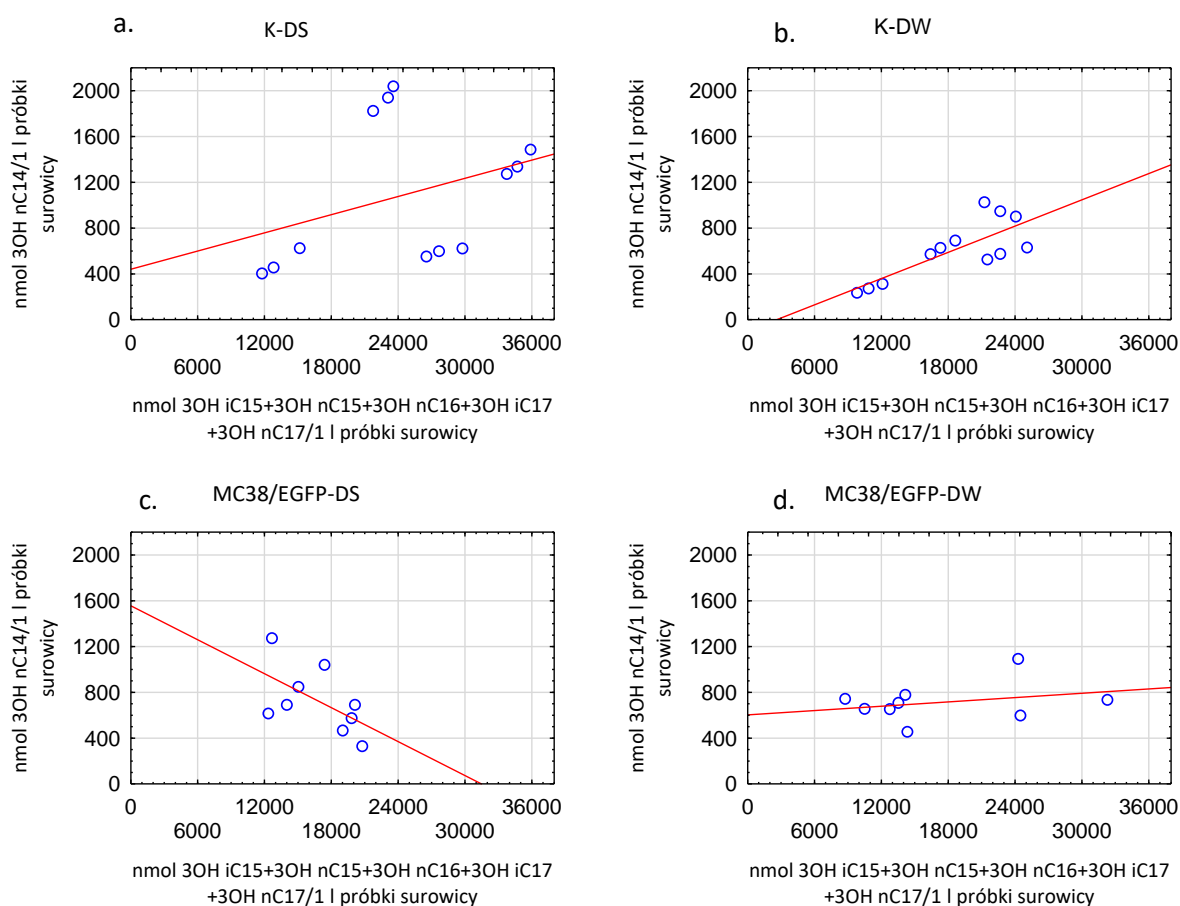 a.
K-DS
nmol 3OH nC14/1 l próbki
surowicy
2000
1600
1200
800
400
0
0 12000 24000 36000
6000 18000 30000
nmol 3OH iC15+3OH nC15+3OH nC16+3OH iC17
+3OH nC17/1 l próbki surowicy
b.
K-DW
nmol 3OH nC14/1 l próbki
surowicy
2000
1600
1200
800
400
0
0 12000 24000 36000
6000 18000 30000
nmol 3OH iC15+3OH nC15+3OH nC16+3OH iC17
+3OH nC17/1 l próbki surowicy
c.
MC38/EGFP-DS
nmol 3OH nC14/1 l próbki
surowicy
2000
1600
1200
800
400
0
0 12000 24000 36000
6000 18000 30000
nmol 3OH iC15+3OH nC15+3OH nC16+3OH iC17
+3OH nC17/1 l próbki surowicy
d.
MC38/EGFP-DW
nmol 3OH nC14/1 l próbki
surowicy
2000
1600
1200
800
400
0
0 12000 24000 36000
6000 18000 30000
nmol 3OH iC15+3OH nC15+3OH nC16+3OH iC17
+3OH nC17/1 l próbki surowicy